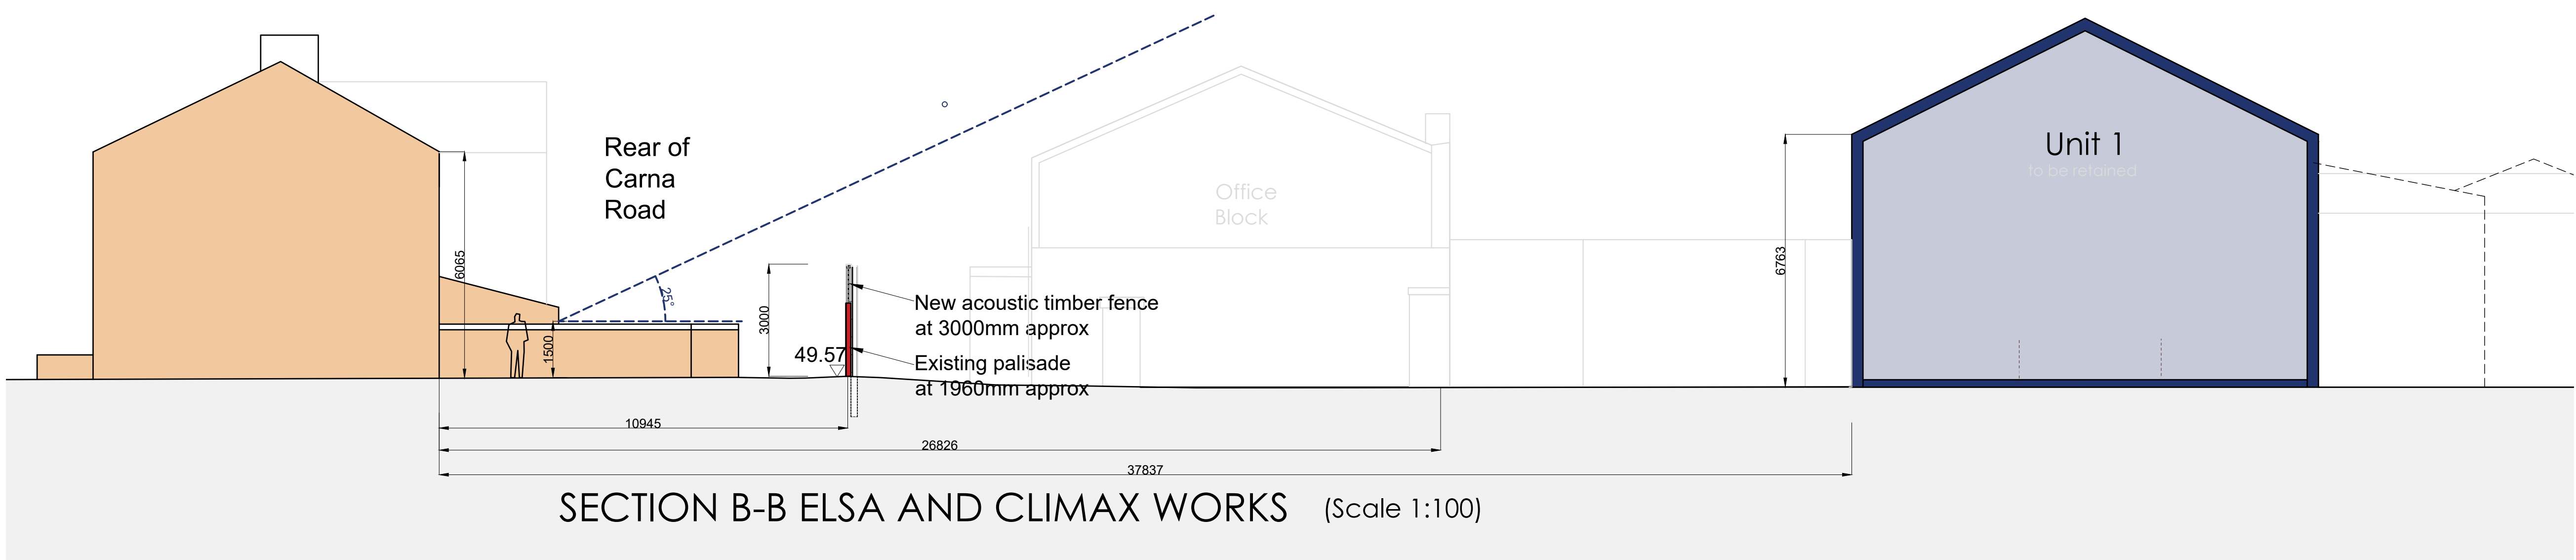 Rear of
Carna
Road
Office
Block
Unit 1
to be retained
6065
25°
1500
3000
49.57
New acoustic timber fence
at 3000mm approx
Existing palisade
at 1960mm approx
6763
10945
26826
37837
SECTION B-B ELSA AND CLIMAX WORKS (Scale 1:100)